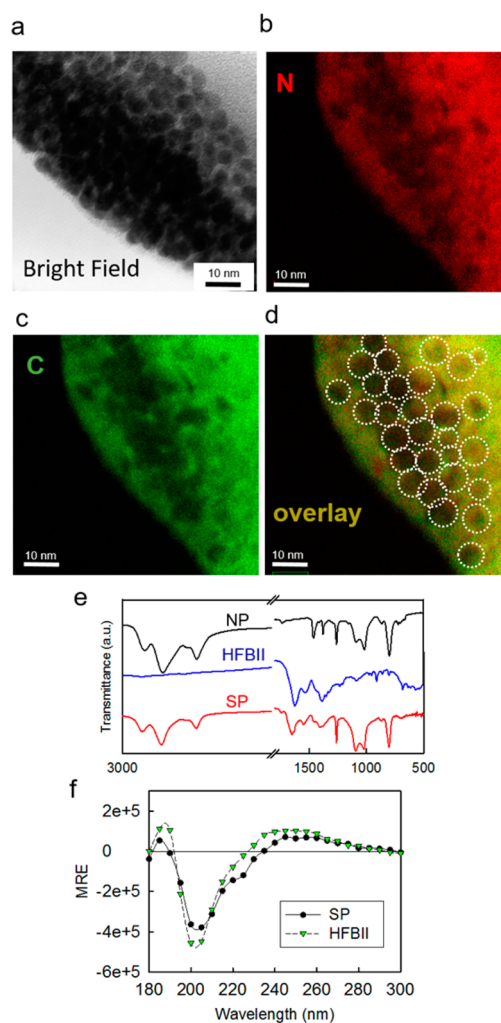 a
b
Bright Field
10 nm
N
10 nm
c
d
C
10 nm
overlay
10 nm
e
NP
HFBII
SP
Transmittance (a.u.)
3000
1500
1000
500
f
2e+5
0
-2e+5
-4e+5
-6e+5
MRE
SP
HFBII
180
200
220
240
260
280
300
Wavelength (nm)